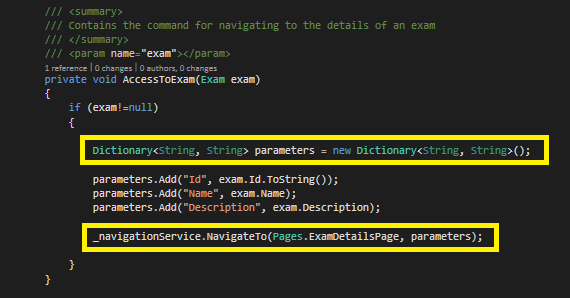 /// <summary>
/// Contains the command for navigating to the details of an exam
/// </summary>
/// <param name="exam"></param>
1 reference | 0 changes | 0 authors, 0 changes
private void AccessToExam(Exam exam)
{
if (exam!=null)
{
Dictionary<String, String> parameters = new Dictionary<String, String>();
parameters.Add("Id", exam.Id.ToString());
parameters.Add("Name", exam.Name);
parameters.Add("Description", exam.Description);
_navigationService.NavigateTo(Pages.ExamDetailsPage, parameters);
}
}